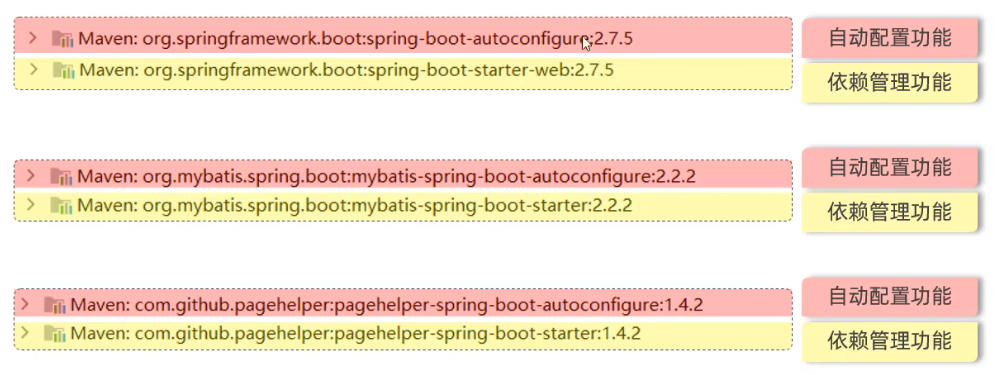 Maven: org.springframework.boot:spring-boot-autoconfigure:2.7.5
自动配置功能
Maven: org.springframework.boot:spring-boot-starter-web:2.7.5
依赖管理功能
Maven: org.mybatis.spring.boot:mybatis-spring-boot-autoconfigure:2.2.2
自动配置功能
Maven: org.mybatis.spring.boot:mybatis-spring-boot-starter:2.2.2
依赖管理功能
Maven: com.github.pagehelper:pagehelper-spring-boot-autoconfigure:1.4.2
自动配置功能
Maven: com.github.pagehelper:pagehelper-spring-boot-starter:1.4.2
依赖管理功能